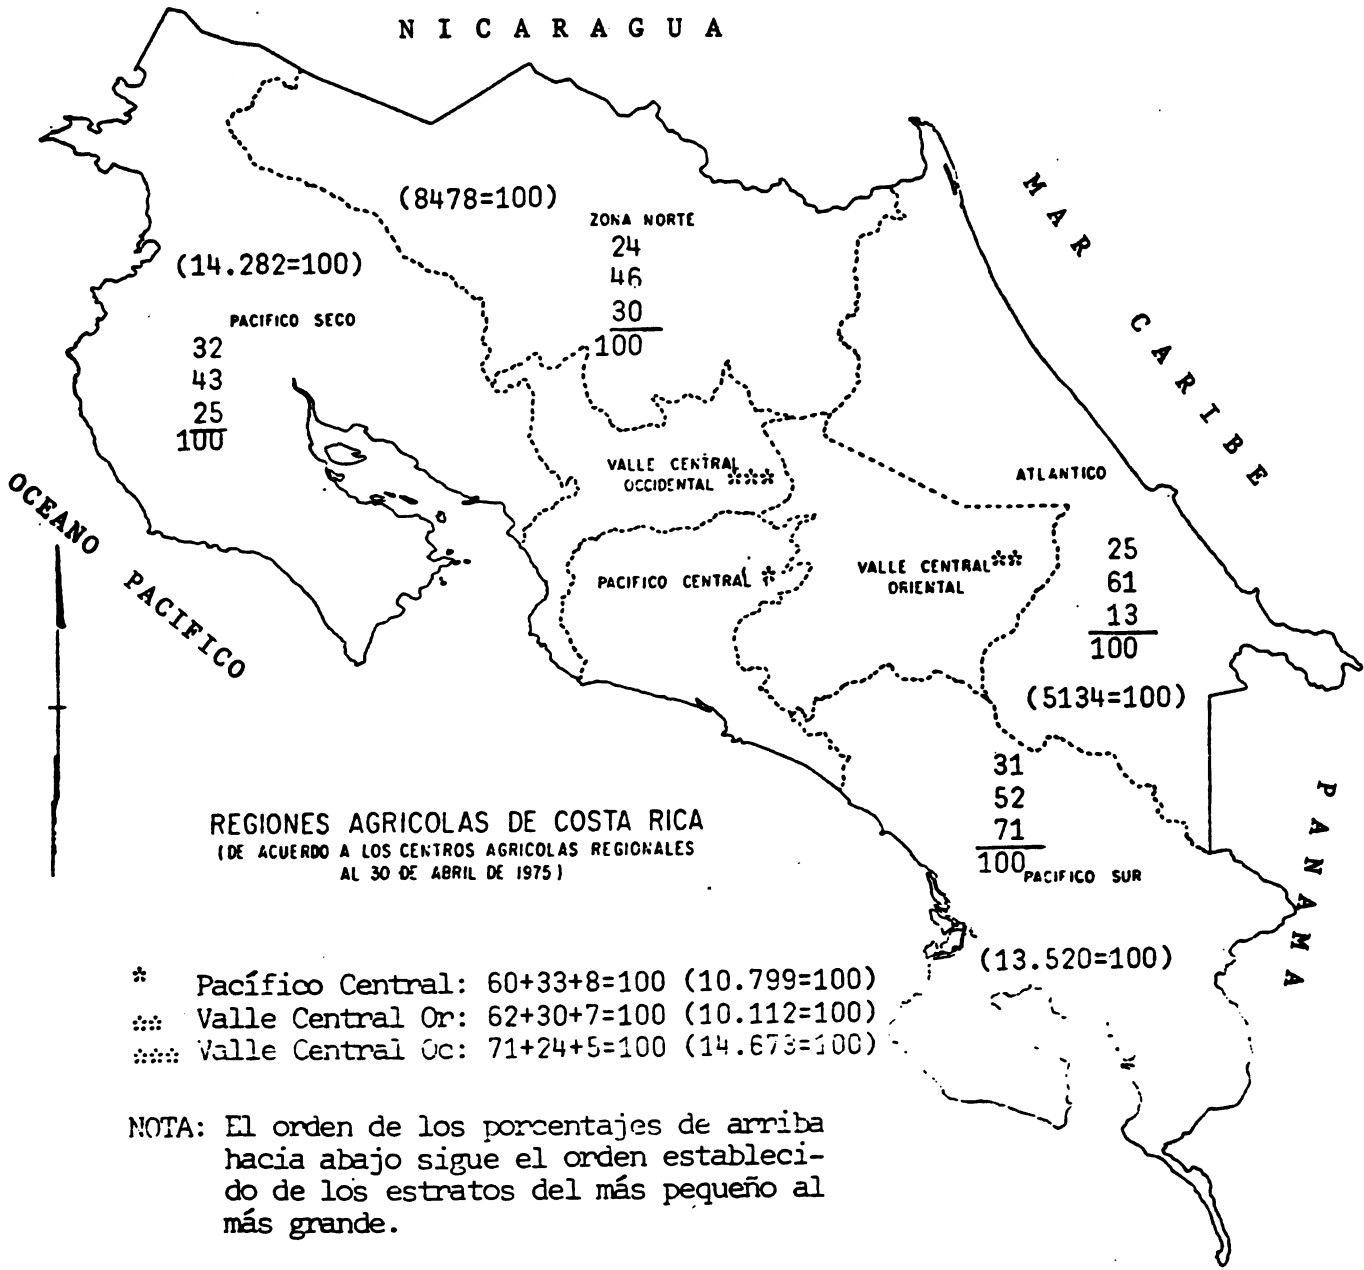 NICARAGUA
(8478=100)
ZONA NORTE
24
46
30
100
(14.282=100)
PACIFICO SECO
32
43
25
100
MAR CARIBE
OCEANO PACIFICO
VALLE CENTRAL
OCCIDENTAL ***
PACIFICO CENTRAL *
VALLE CENTRAL **
ORIENTAL
ATLANTICO
25
61
13
100
(5134=100)
31
52
71
100
PACIFICO SUR
(13.520=100)
PANAMA
REGIONES AGRICOLAS DE COSTA RICA
(DE ACUERDO A LOS CENTROS AGRICOLAS REGIONALES
AL 30 DE ABRIL DE 1975)
* Pacífico Central: 60+33+8=100 (10.799=100)
** Valle Central Or: 62+30+7=100 (10.112=100)
*** Valle Central Oc: 71+24+5=100 (14.673=100)
NOTA: El orden de los porcentajes de arriba
hacia abajo sigue el orden estableci-
do de los estratos del más pequeño al
más grande.